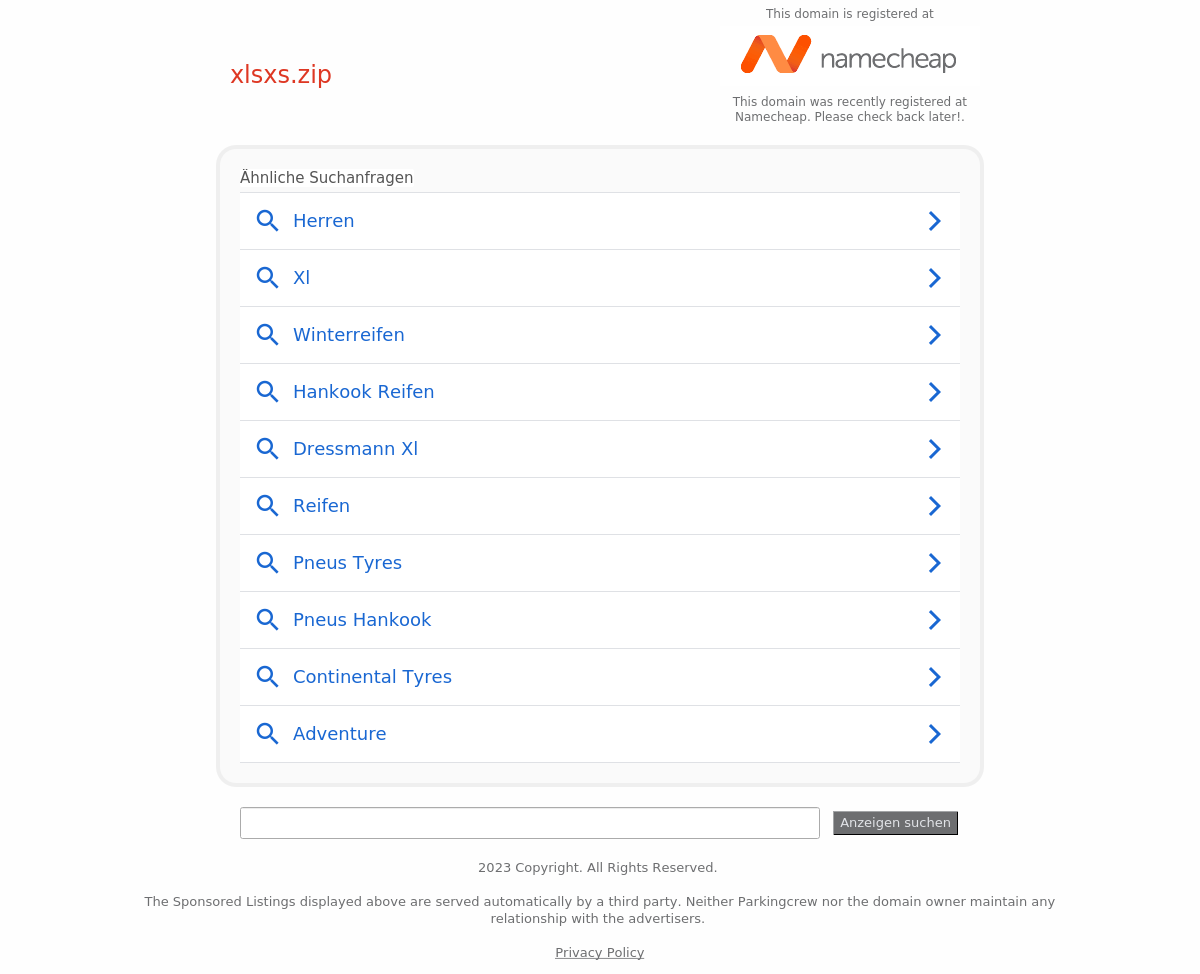 This domain is registered at
namecheap
xlsxs.zip
This domain was recently registered at
Namecheap. Please check back later!.
Ähnliche Suchanfragen
Herren
Xl
Winterreifen
Hankook Reifen
Dressmann Xl
Reifen
Pneus Tyres
Pneus Hankook
Continental Tyres
Adventure
Anzeigen suchen
2023 Copyright. All Rights Reserved.
The Sponsored Listings displayed above are served automatically by a third party. Neither Parkingcrew nor the domain owner maintain any
relationship with the advertisers.
Privacy Policy